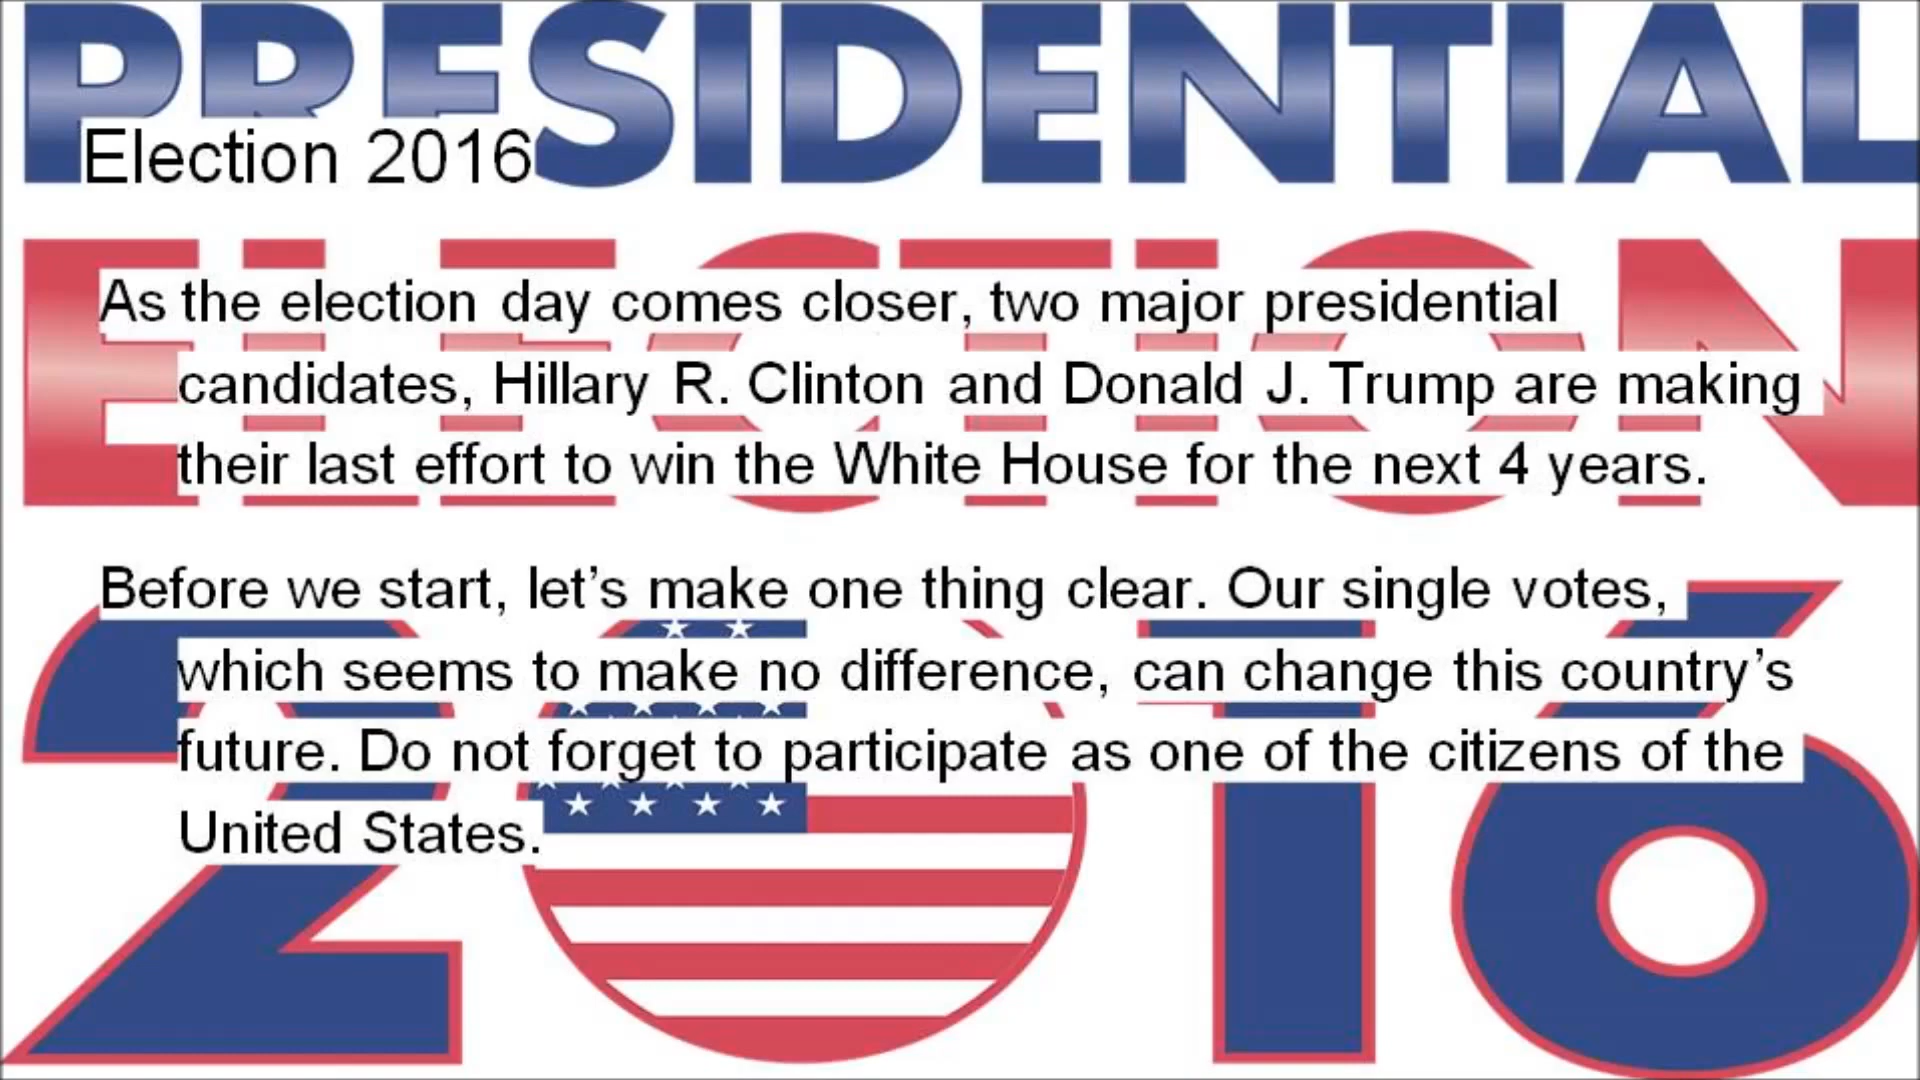 PRESIDENTIAL
Election 2016
ELECTION
As the election day comes closer, two major presidential
candidates, Hillary R. Clinton and Donald J. Trump are making
their last effort to win the White House for the next 4 years.
Before we start, let’s make one thing clear. Our single votes,
which seems to make no difference, can change this country’s
future. Do not forget to participate as one of the citizens of the
United States.
2016